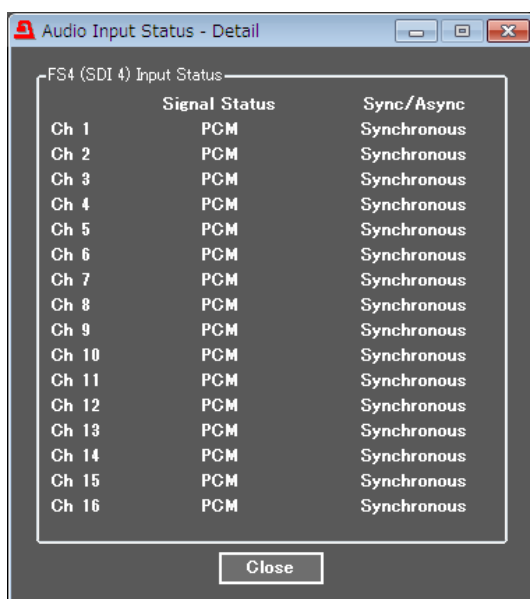 Audio Input Status - Detail
FS4 (SDI 4) Input Status
Signal Status Sync/Async
Ch 1 PCM Synchronous
Ch 2 PCM Synchronous
Ch 3 PCM Synchronous
Ch 4 PCM Synchronous
Ch 5 PCM Synchronous
Ch 6 PCM Synchronous
Ch 7 PCM Synchronous
Ch 8 PCM Synchronous
Ch 9 PCM Synchronous
Ch 10 PCM Synchronous
Ch 11 PCM Synchronous
Ch 12 PCM Synchronous
Ch 13 PCM Synchronous
Ch 14 PCM Synchronous
Ch 15 PCM Synchronous
Ch 16 PCM Synchronous
Close